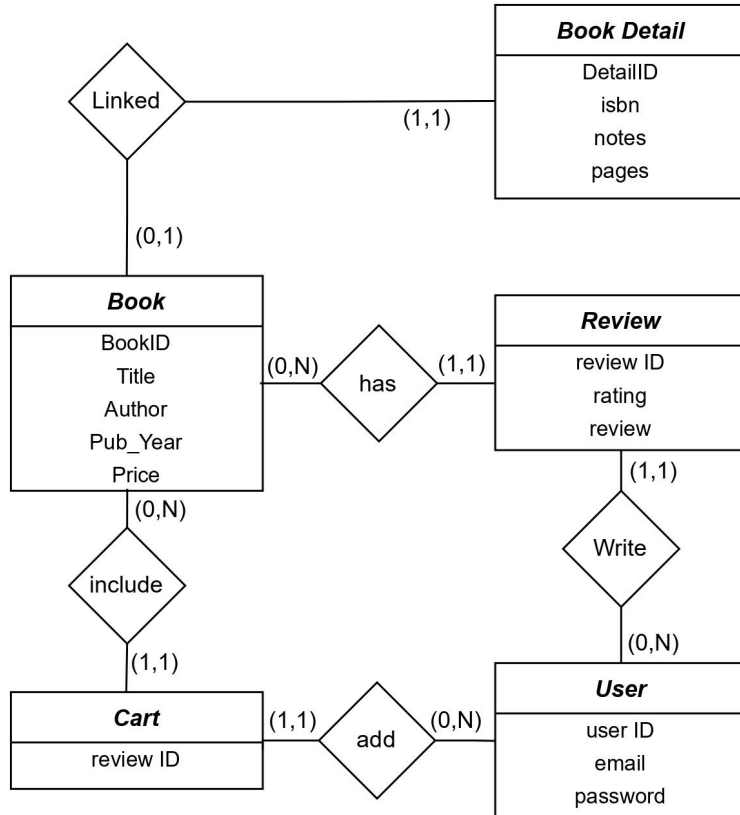 Book Detail
DetailID
isbn
notes
pages
Linked
(1,1)
(0,1)
Book
BookID
Title
Author
Pub_Year
Price
(0,N)
has
(1,1)
Review
review ID
rating
review
(0,N)
include
(1,1)
(1,1)
Write
(0,N)
Cart
review ID
(1,1)
add
(0,N)
User
user ID
email
password